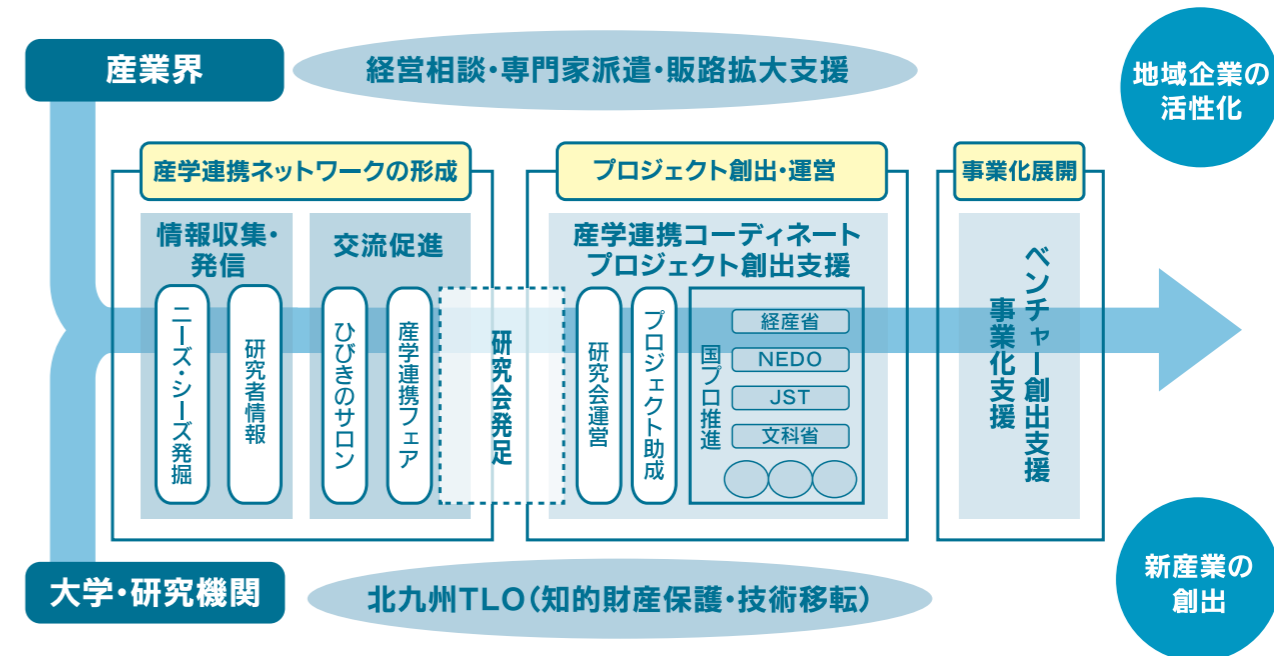 産業界
経営相談・専門家派遣・販路拡大支援
地域企業の
活性化
産学連携ネットワークの形成
プロジェクト創出・運営
事業化展開
情報収集・
発信
交流促進
産学連携コーディネート
プロジェクト創出支援
ニーズ・シーズ発掘
研究者情報
ひびきのサロン
産学連携フェア
研究会発足
研究会運営
プロジェクト助成
国プロ推進
経産省
NEDO
JST
文科省
ベンチャー創出支援
事業化支援
大学・研究機関
北九州TLO（知的財産保護・技術移転）
新産業の
創出